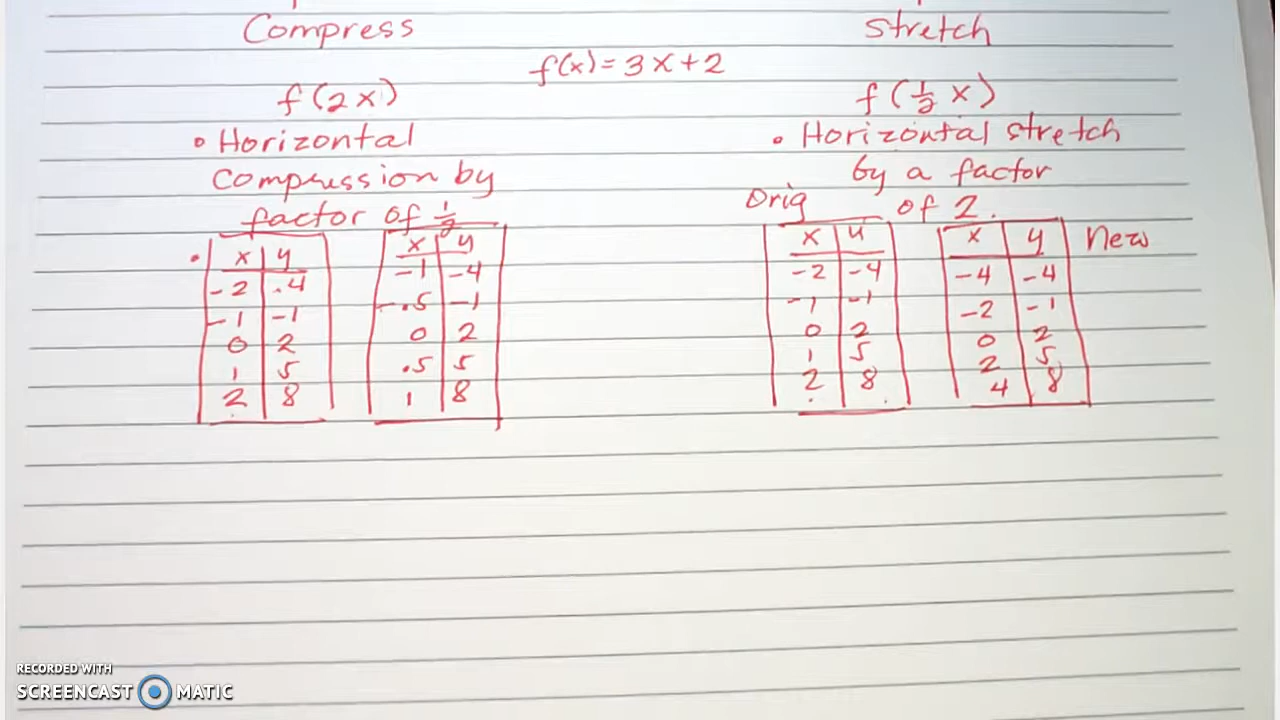 Compress
Stretch
f(x) = 3x+2
f(2x)
f(½x)
• Horizontal
Compression by
factor of ½
• Horizontal stretch
by a factor
of 2.
• x | y
-2 | -4
-1 | -1
0 | 2
1 | 5
2 | 8
x | y
-1 | -4
-.5 | -1
0 | 2
.5 | 5
1 | 8
Orig
x | y
-2 | -4
-1 | -1
0 | 2
1 | 5
2 | 8
x | y New
-4 | -4
-2 | -1
0 | 2
2 | 5
4 | 8
RECORDED WITH
SCREENCAST MATIC